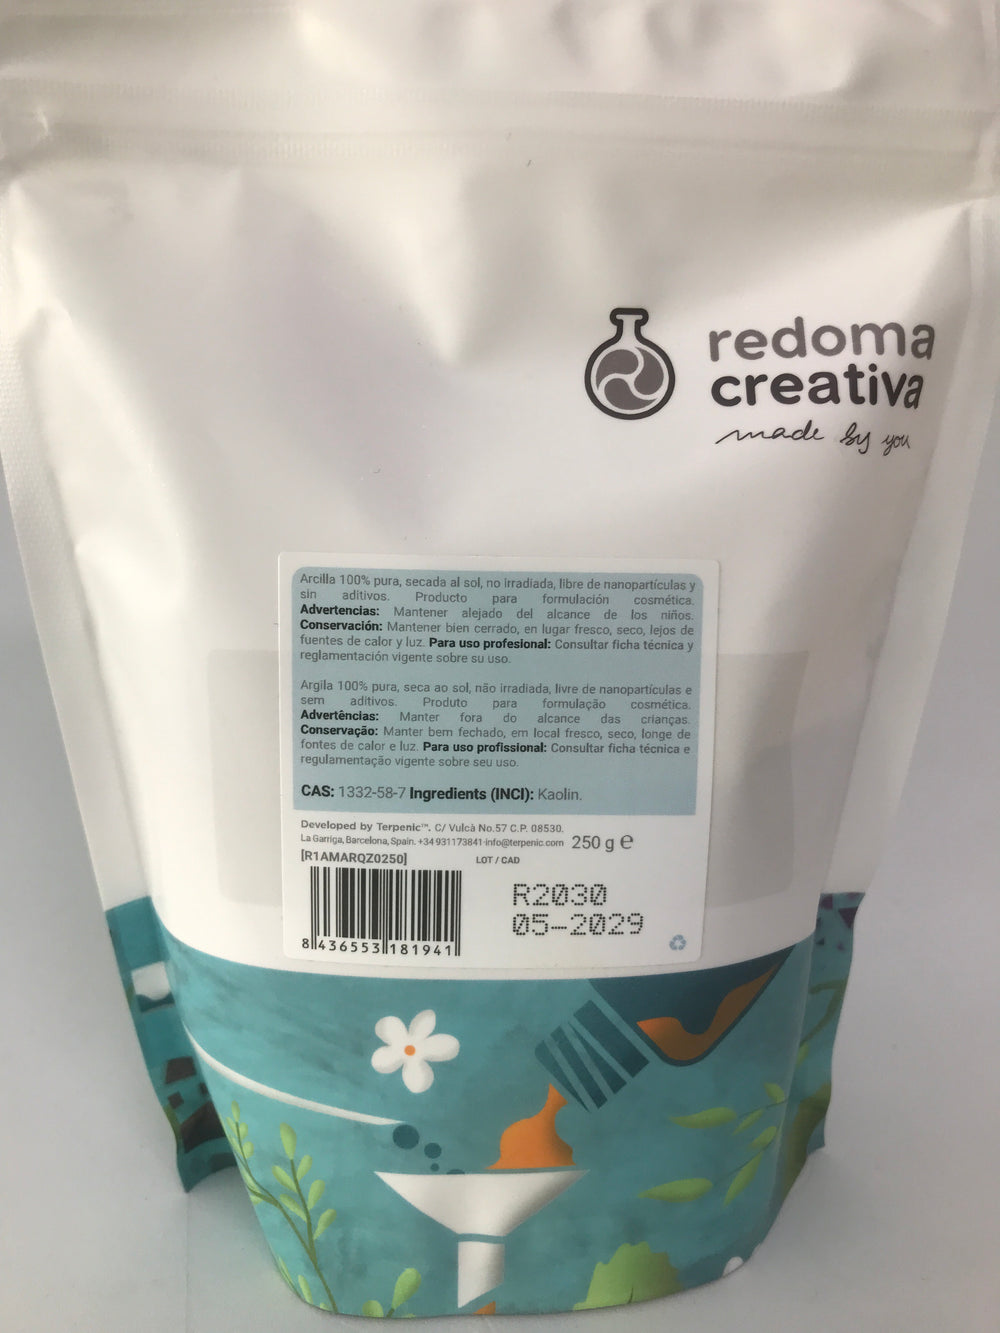 redoma
creativa
made by you
Arcilla 100% pura, secada al sol, no irradiada, libre de nanopartículas y
sin aditivos. Producto para formulación cosmética.
Advertencias: Mantener alejado del alcance de los niños.
Conservación: Mantener bien cerrado, en lugar fresco, seco, lejos de
fuentes de calor y luz. Para uso profesional: Consultar ficha técnica y
reglamentación vigente sobre su uso.
Argila 100% pura, seca ao sol, não irradiada, livre de nanopartículas e
sem aditivos. Produto para formulação cosmética.
Advertências: Manter fora do alcance das crianças.
Conservação: Manter bem fechado, em local fresco, seco, longe de
fontes de calor e luz. Para uso profissional: Consultar ficha técnica e
regulamentação vigente sobre seu uso.
CAS: 1332-58-7 Ingredients (INCI): Kaolin.
Developed by Terpenic™. C/ Vulcà No.57 C.P. 08530.
La Garriga, Barcelona, Spain. +34 931173841·info@terpenic.com 250 g e
[R1AMARQZ0250] LOT / CAD
R2030
05-2029
8 436553 181941